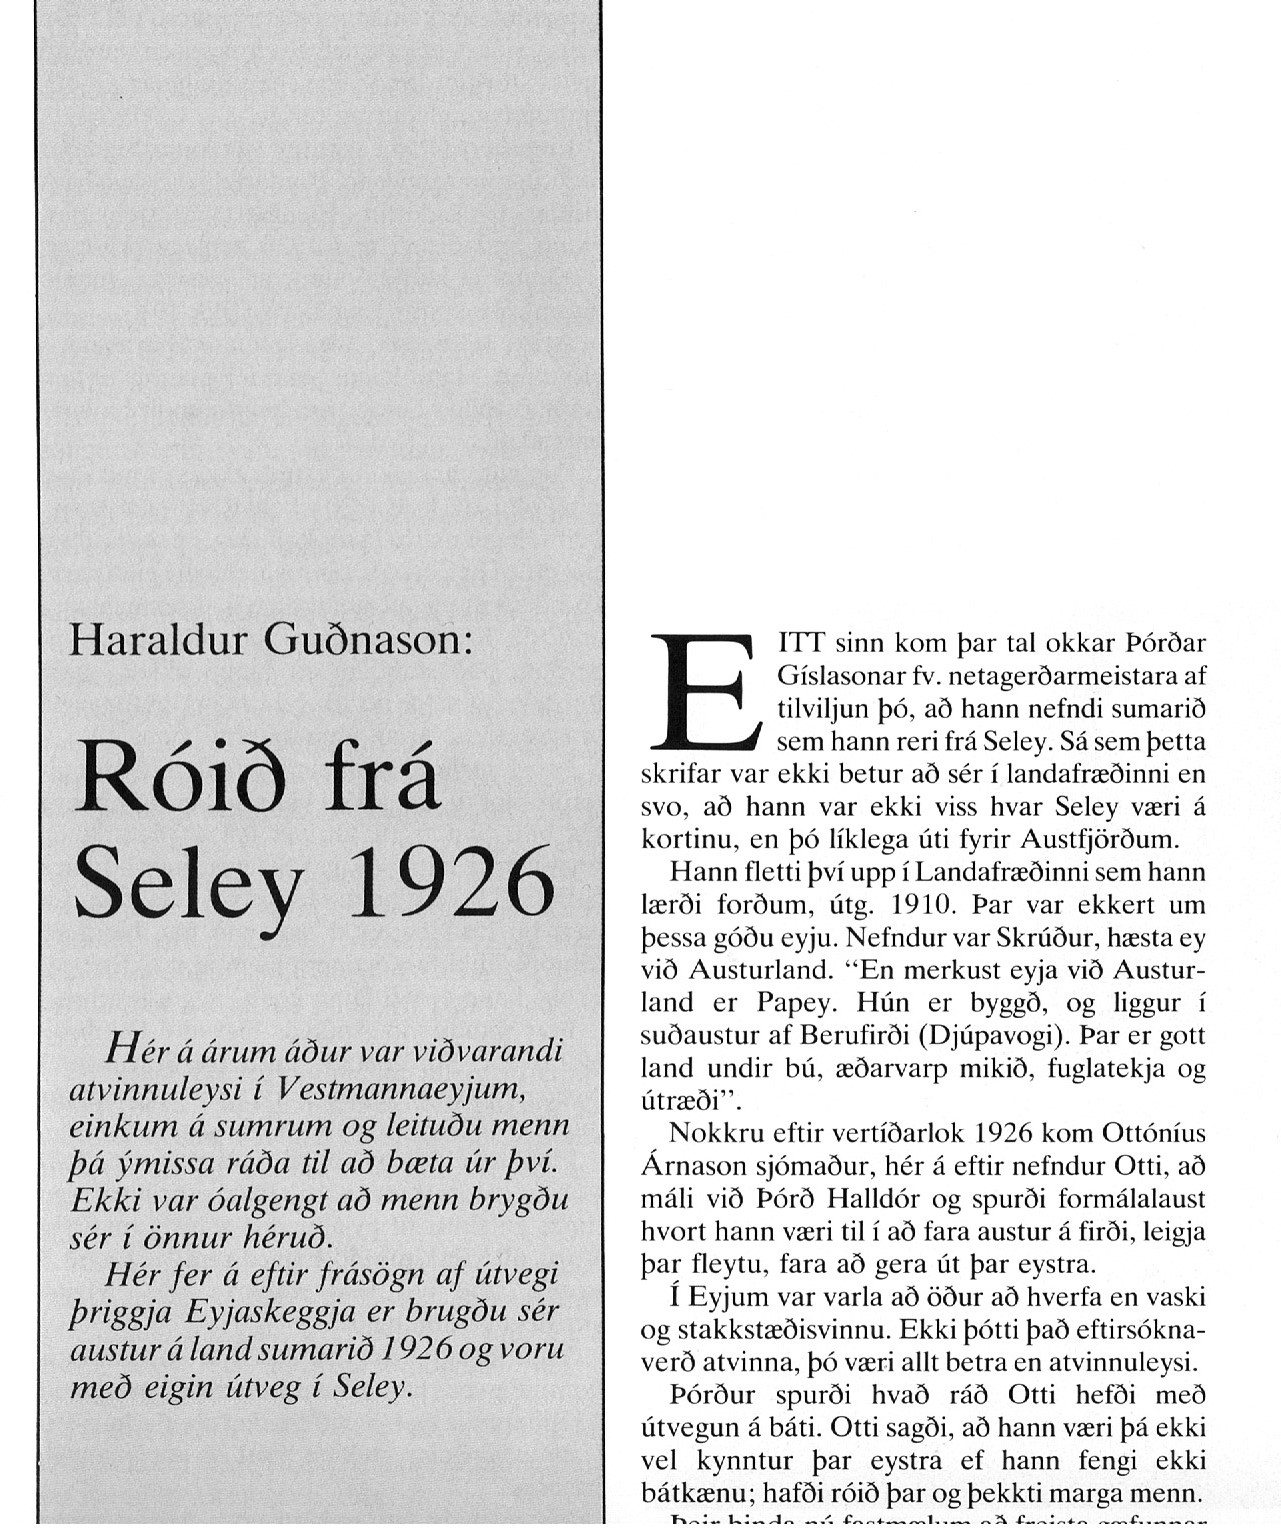 Haraldur Guðnason:
Róið frá
Seley 1926
Hér á árum áður var viðvarandi
atvinnuleysi í Vestmannaeyjum,
einkum á sumrum og leituðu menn
þá ýmissa ráða til að bæta úr því.
Ekki var óalgengt að menn brygðu
sér í önnur héruð.
Hér fer á eftir frásögn af útvegi
þriggja Eyjaskeggja er brugðu sér
austur á land sumarið 1926 og voru
með eigin útveg í Seley.
EITT sinn kom þar tal okkar Þórðar
Gíslasonar fv. netagerðarmeistara af
tilviljun þó, að hann nefndi sumarið
sem hann reri frá Seley. Sá sem þetta
skrifar var ekki betur að sér í landafræðinni en
svo, að hann var ekki viss hvar Seley væri á
kortinu, en þó líklega úti fyrir Austfjörðum.
Hann fletti því upp í Landafræðinni sem hann
lærði forðum, útg. 1910. Þar var ekkert um
þessa góðu eyju. Nefndur var Skrúður, hæsta ey
við Austurland. “En merkust eyja við Austur-
land er Papey. Hún er byggð, og liggur í
suðaustur af Berufirði (Djúpavogi). Þar er gott
land undir bú, æðarvarp mikið, fuglatekja og
útræði”.
Nokkru eftir vertíðarlok 1926 kom Ottóníus
Árnason sjómaður, hér á eftir nefndur Otti, að
máli við Þórð Halldór og spurði formálalaust
hvort hann væri til í að fara austur á firði, leigja
þar fleytu, fara að gera út þar eystra.
Í Eyjum var varla að öður að hverfa en vaski
og stakkstæðisvinnu. Ekki þótti það eftirsókna-
verð atvinna, þó væri allt betra en atvinnuleysi.
Þórður spurði hvað ráð Otti hefði með
útvegun á báti. Otti sagði, að hann væri þá ekki
vel kynntur þar eystra ef hann fengi ekki
bátkænu; hafði róið þar og þekkti marga menn.